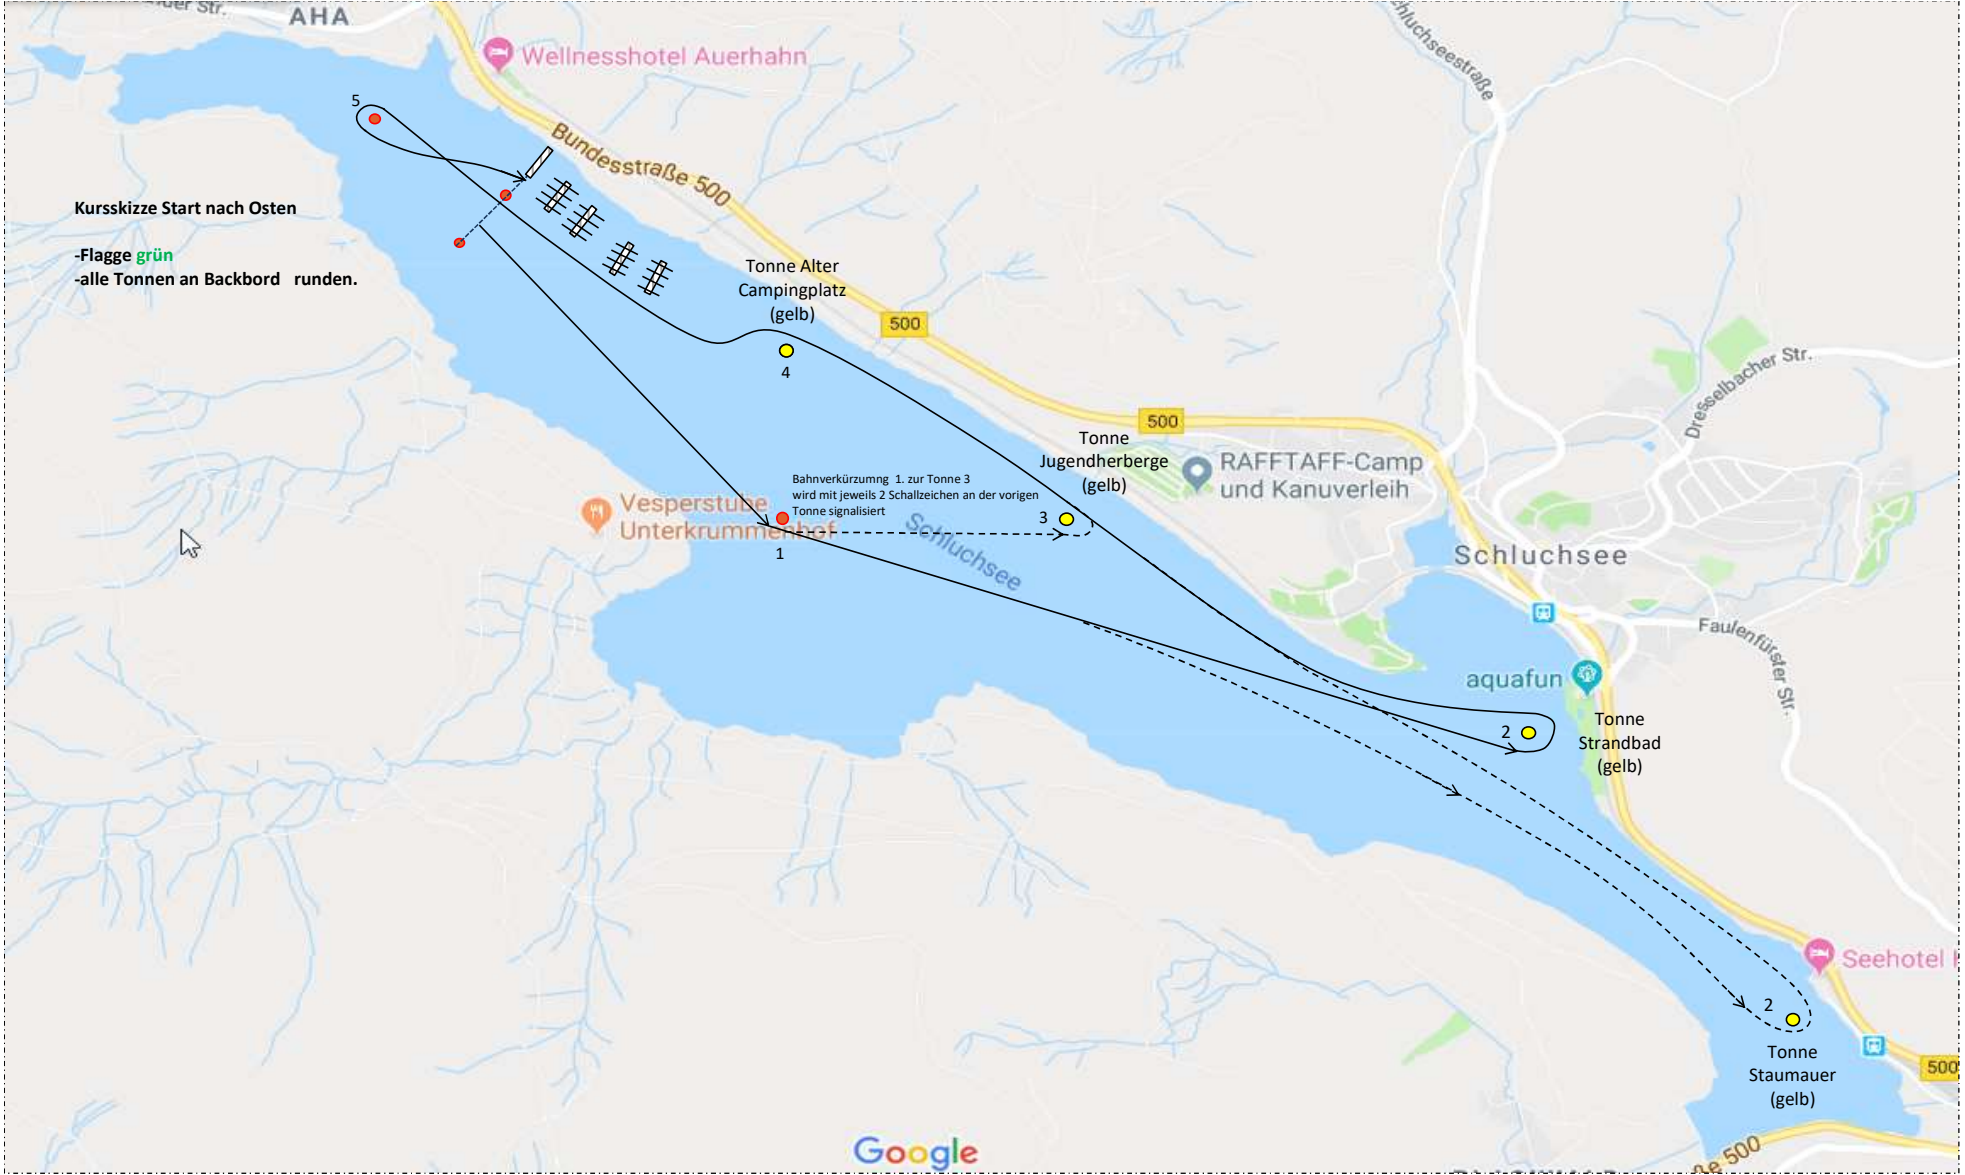 AHA
Wellnesshotel Auerhahn
Bundesstraße 500
5
Kursskizze Start nach Osten
-Flagge grün
-alle Tonnen an Backbord   runden.
Tonne Alter
Campingplatz
(gelb)
4
500
500
Dresselbacher Str.
Tonne
Jugendherberge
(gelb)
3
RAFFTAFF-Camp
und Kanuverleih
Bahnverkürzumng  1. zur Tonne 3
wird mit jeweils 2 Schallzeichen an der vorigen
Tonne signalisiert
Vesperstube
Unterkrummenhof
1
Schluchsee
Schluchsee
Faulenfürster Str.
aquafun
2
Tonne
Strandbad
(gelb)
Seehotel
2
Tonne
Staumauer
(gelb)
500
Google